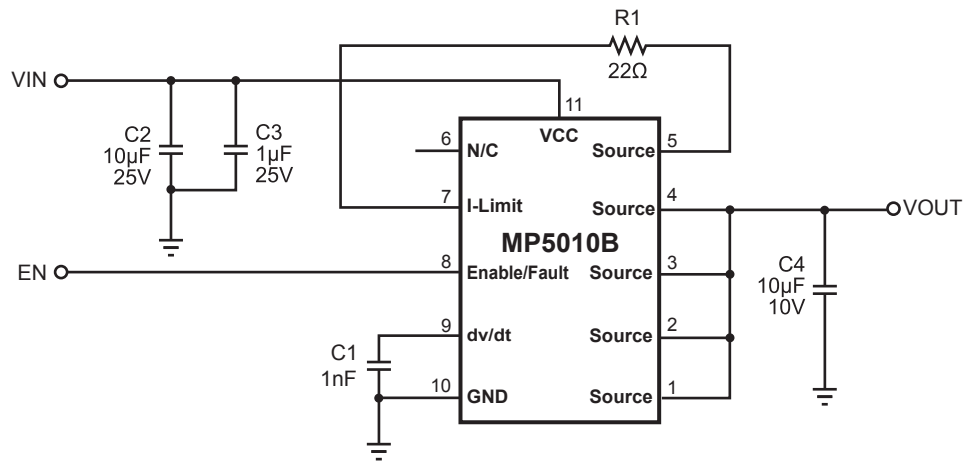 R1
22Ω
VIN
11
C2
10µF
25V
C3
1µF
25V
VCC
6
N/C
Source
5
7
I-Limit
Source
4
VOUT
MP5010B
EN
8
Enable/Fault
Source
3
C4
10µF
10V
9
dv/dt
Source
2
C1
1nF
10
GND
Source
1